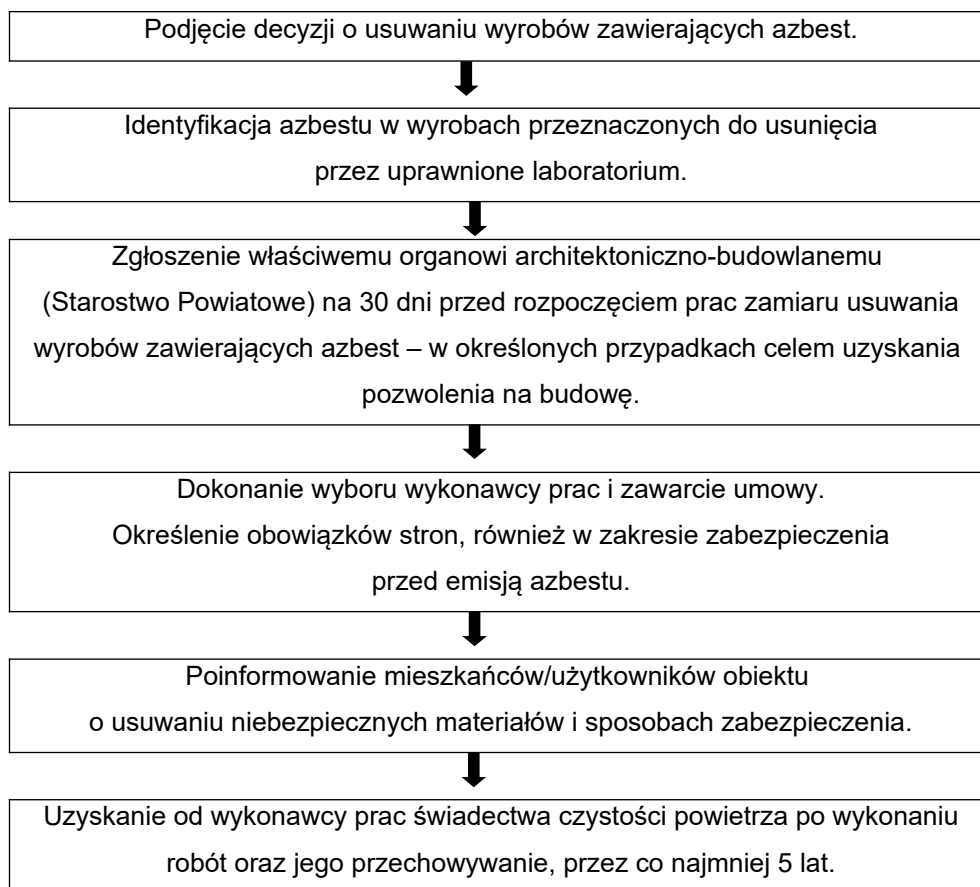 Podjęcie decyzji o usuwaniu wyrobów zawierających azbest.
Identyfikacja azbestu w wyrobach przeznaczonych do usunięcia
przez uprawnione laboratorium.
Zgłoszenie właściwemu organowi architektoniczno-budowlanemu
(Starostwo Powiatowe) na 30 dni przed rozpoczęciem prac zamiaru usuwania
wyrobów zawierających azbest – w określonych przypadkach celem uzyskania
pozwolenia na budowę.
Dokonanie wyboru wykonawcy prac i zawarcie umowy.
Określenie obowiązków stron, również w zakresie zabezpieczenia
przed emisją azbestu.
Poinformowanie mieszkańców/użytkowników obiektu
o usuwaniu niebezpiecznych materiałów i sposobach zabezpieczenia.
Uzyskanie od wykonawcy prac świadectwa czystości powietrza po wykonaniu
robót oraz jego przechowywanie, przez co najmniej 5 lat.